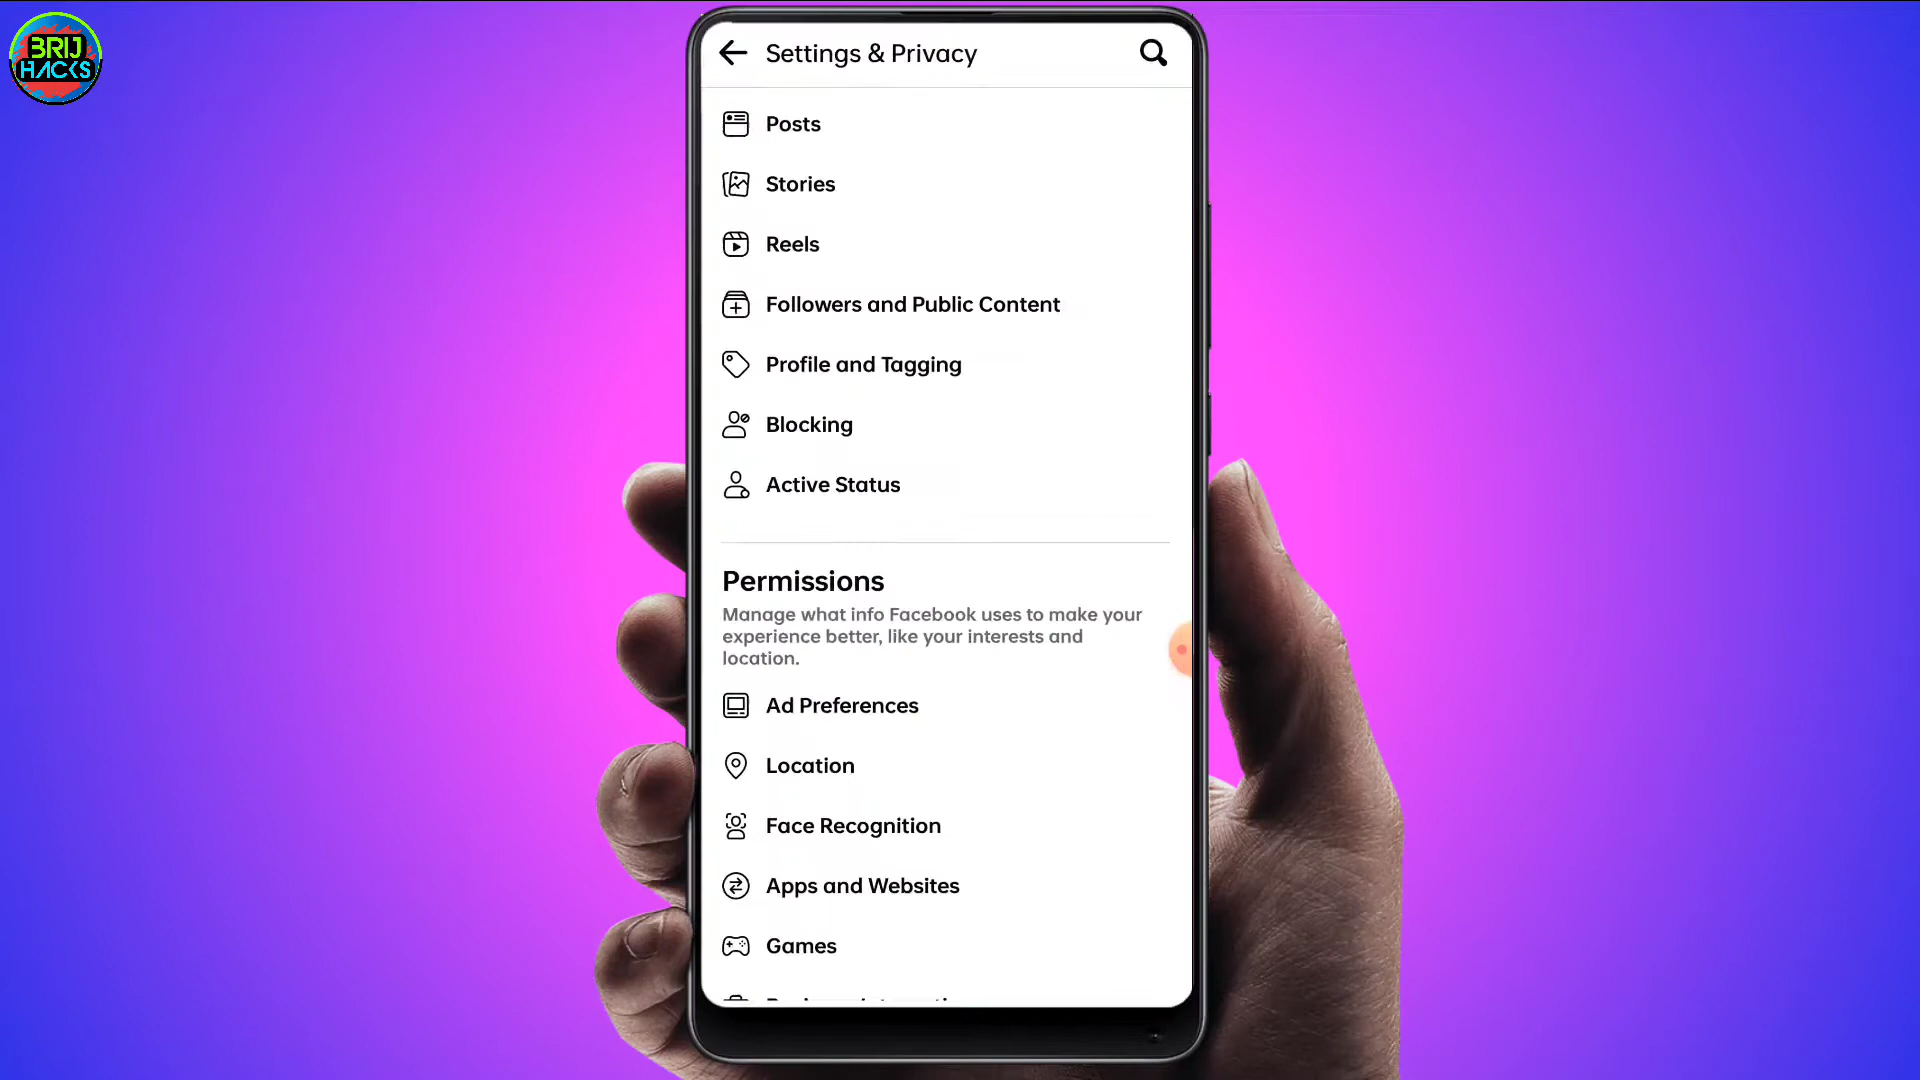 BRIJ
HACKS
Settings & Privacy
Posts
Stories
Reels
Followers and Public Content
Profile and Tagging
Blocking
Active Status
Permissions
Manage what info Facebook uses to make your
experience better, like your interests and
location.
Ad Preferences
Location
Face Recognition
Apps and Websites
Games